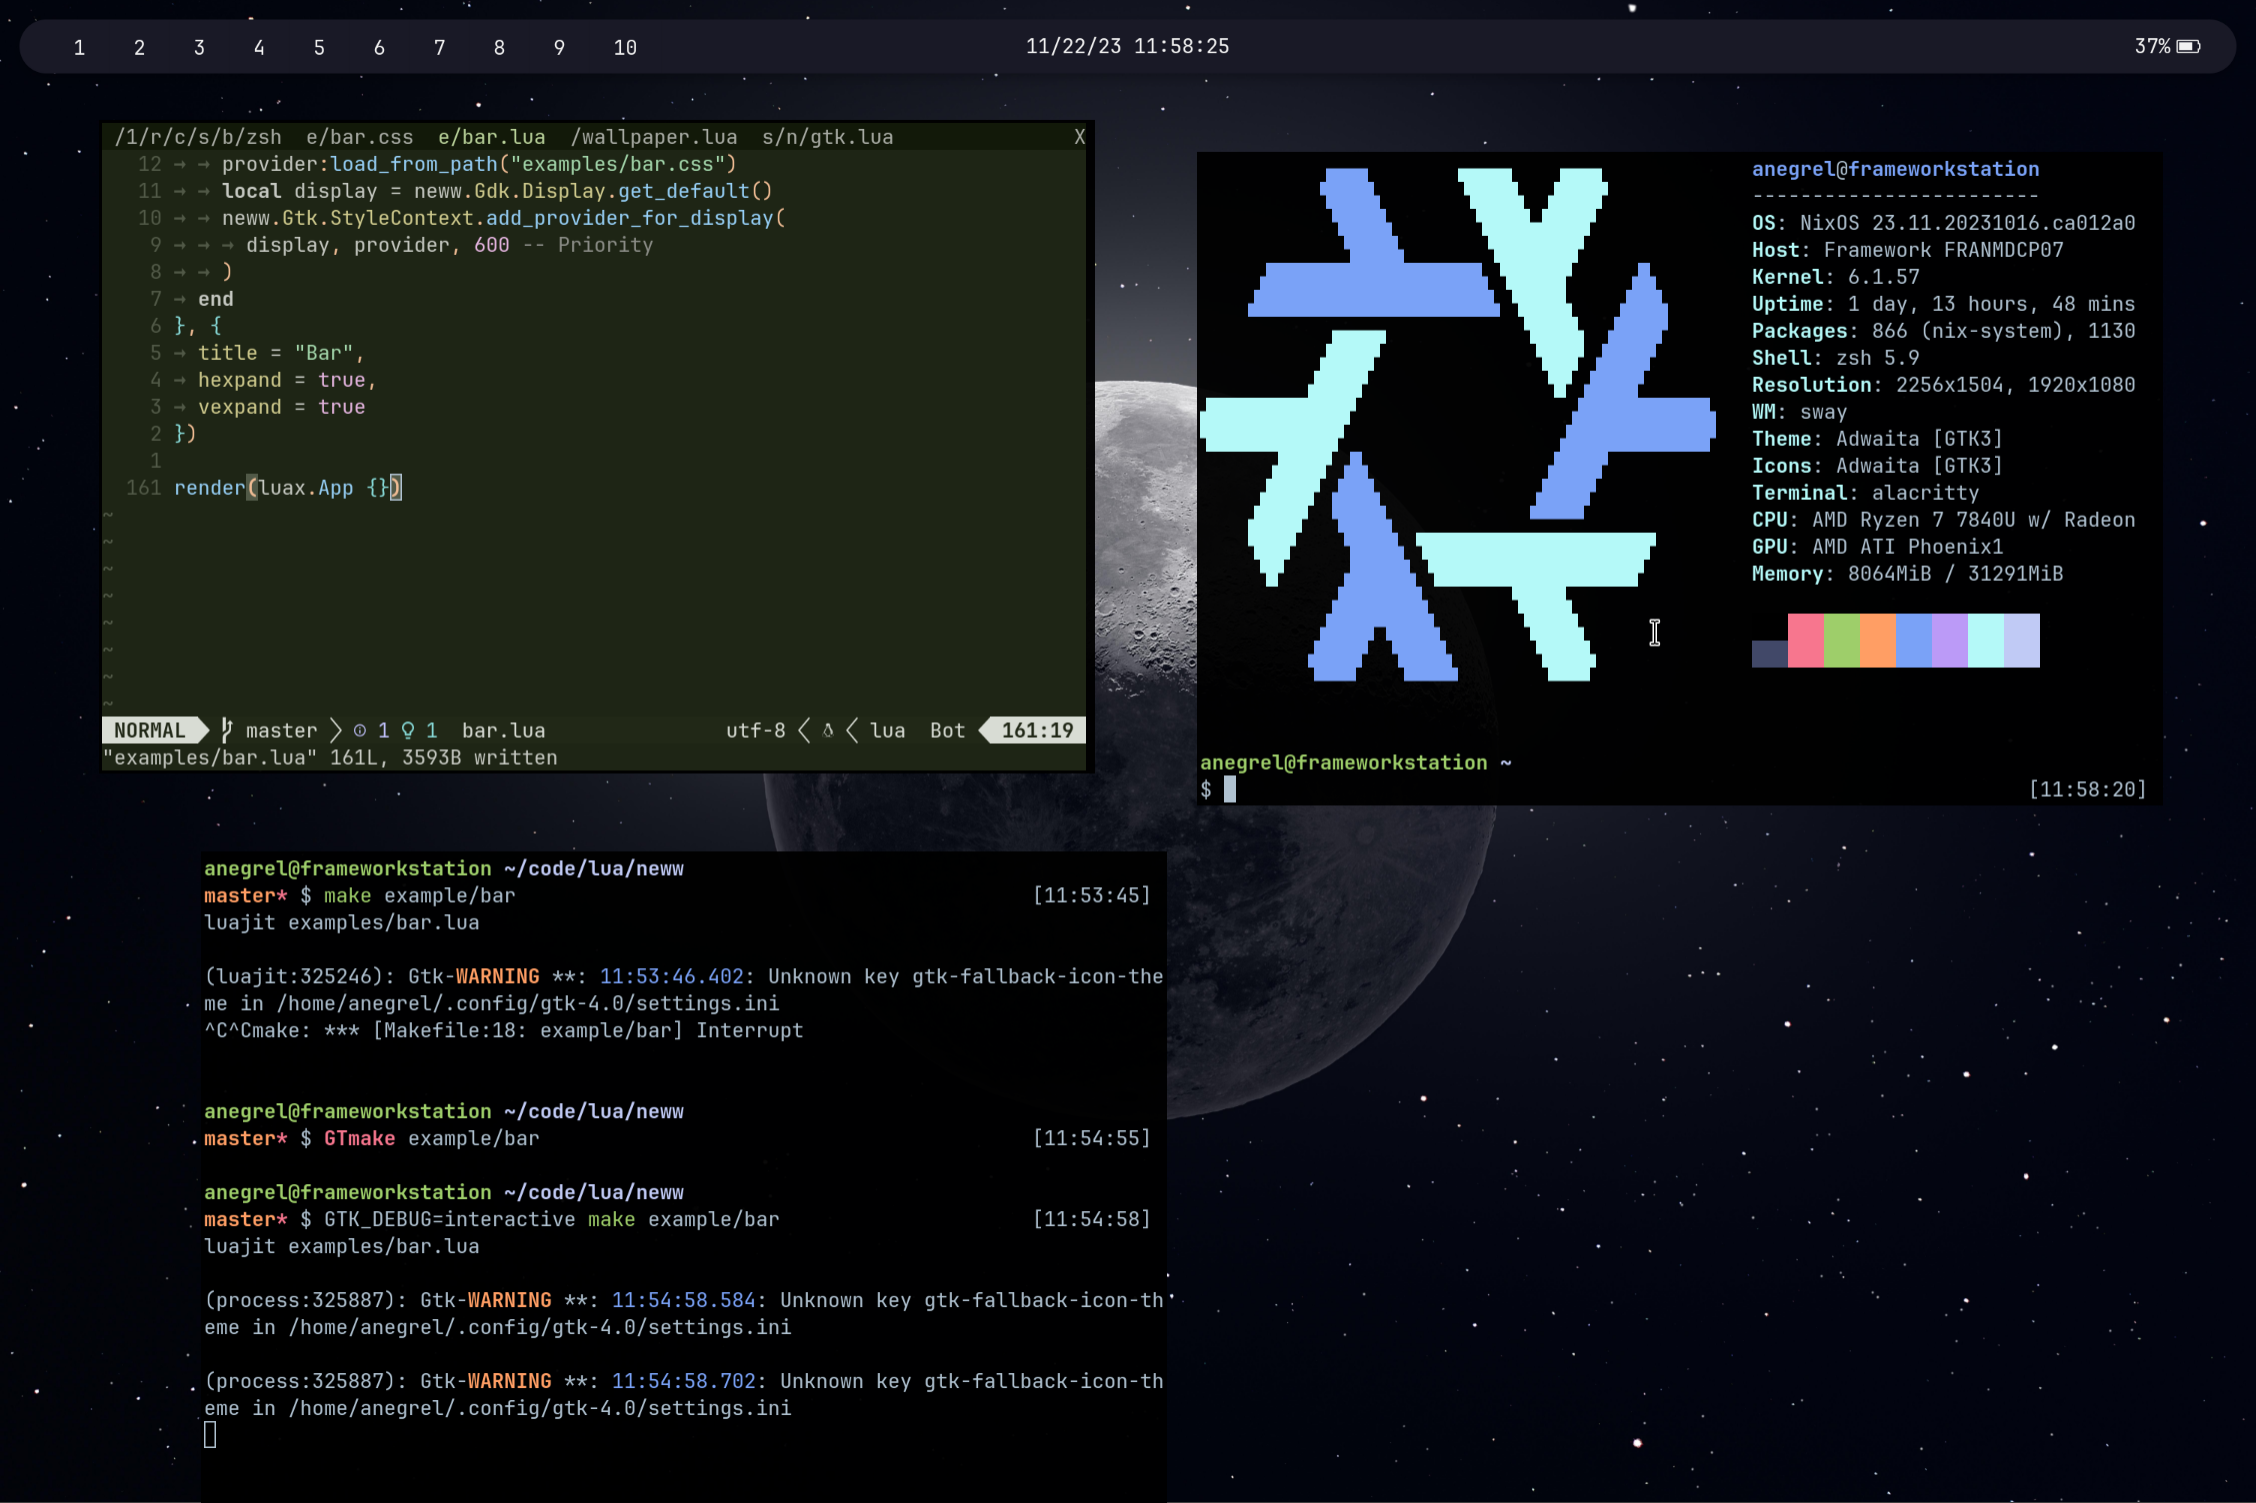 1 2 3 4 5 6 7 8 9 10 11/22/23 11:58:25 37%
/1/r/c/s/b/zsh e/bar.css e/bar.lua /wallpaper.lua s/n/gtk.lua X
12 → → provider:load_from_path("examples/bar.css")
11 → → local display = neww.Gdk.Display.get_default()
10 → → neww.Gtk.StyleContext.add_provider_for_display(
9 → → → display, provider, 600 -- Priority
8 → → )
7 → end
6 }, {
5 → title = "Bar",
4 → hexpand = true,
3 → vexpand = true
2 })
1
161 render(luax.App {})
~
~
~
~
~
~
~
~
NORMAL master 1 1 bar.lua utf-8 lua Bot 161:19
"examples/bar.lua" 161L, 3593B written
anegrel@frameworkstation
------------------------
OS: NixOS 23.11.20231016.ca012a0
Host: Framework FRANMDCP07
Kernel: 6.1.57
Uptime: 1 day, 13 hours, 48 mins
Packages: 866 (nix-system), 1130
Shell: zsh 5.9
Resolution: 2256x1504, 1920x1080
WM: sway
Theme: Adwaita [GTK3]
Icons: Adwaita [GTK3]
Terminal: alacritty
CPU: AMD Ryzen 7 7840U w/ Radeon
GPU: AMD ATI Phoenix1
Memory: 8064MiB / 31291MiB
anegrel@frameworkstation ~
$ [11:58:20]
anegrel@frameworkstation ~/code/lua/neww
master* $ make example/bar [11:53:45]
luajit examples/bar.lua
(luajit:325246): Gtk-WARNING **: 11:53:46.402: Unknown key gtk-fallback-icon-the
me in /home/anegrel/.config/gtk-4.0/settings.ini
^C^Cmake: *** [Makefile:18: example/bar] Interrupt
anegrel@frameworkstation ~/code/lua/neww
master* $ GTmake example/bar [11:54:55]
anegrel@frameworkstation ~/code/lua/neww
master* $ GTK_DEBUG=interactive make example/bar [11:54:58]
luajit examples/bar.lua
(process:325887): Gtk-WARNING **: 11:54:58.584: Unknown key gtk-fallback-icon-th
eme in /home/anegrel/.config/gtk-4.0/settings.ini
(process:325887): Gtk-WARNING **: 11:54:58.702: Unknown key gtk-fallback-icon-th
eme in /home/anegrel/.config/gtk-4.0/settings.ini